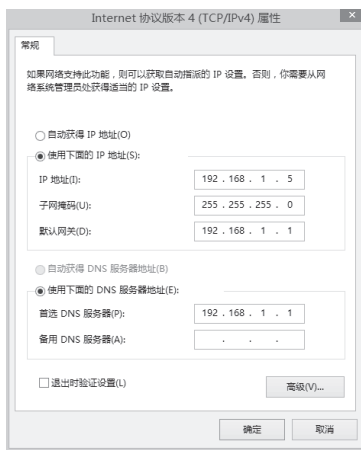 Internet 协议版本 4 (TCP/IPv4) 属性
常规
如果网络支持此功能，则可以获取自动指派的 IP 设置。否则，你需要从网
络系统管理员处获得适当的 IP 设置。
自动获得 IP 地址(O)
使用下面的 IP 地址(S):
IP 地址(I): 192 . 168 . 1 . 5
子网掩码(U): 255 . 255 . 255 . 0
默认网关(D): 192 . 168 . 1 . 1
自动获得 DNS 服务器地址(B)
使用下面的 DNS 服务器地址(E):
首选 DNS 服务器(P): 192 . 168 . 1 . 1
备用 DNS 服务器(A): . . .
退出时验证设置(L)
高级(V)...
确定 取消